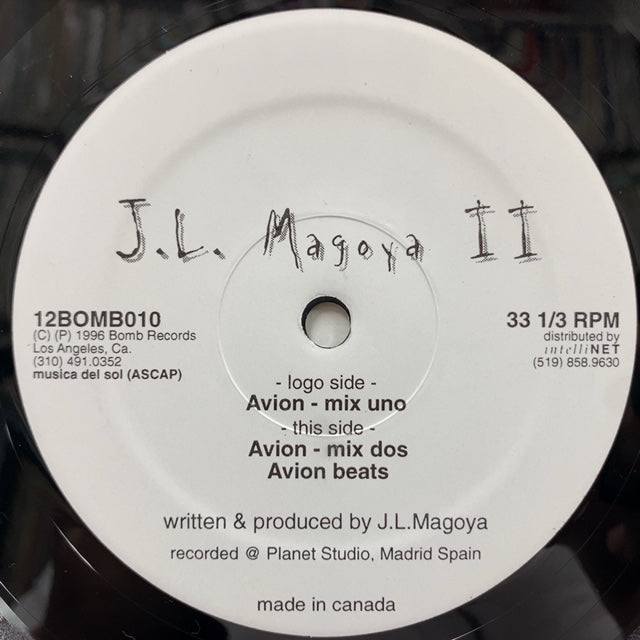 J.L. Magoya II
12BOMB010
(C) (P) 1996 Bomb Records
Los Angeles, Ca.
(310) 491.0352
musica del sol (ASCAP)
33 1/3 RPM
distributed by
intelliNET
(519) 858.9630
- logo side -
Avion - mix uno
- this side -
Avion - mix dos
Avion beats
written & produced by J.L.Magoya
recorded @ Planet Studio, Madrid Spain
made in canada